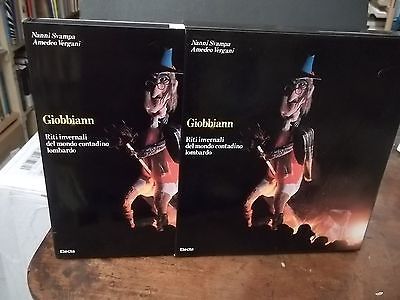 Nanni Svampa
Amedeo Vergani
Giobbiann
Riti invernali
del mondo contadino
lombardo
Electa
Nanni Svampa
Amedeo Vergani
Giobbiann
Riti invernali
del mondo contadino
lombardo
Electa